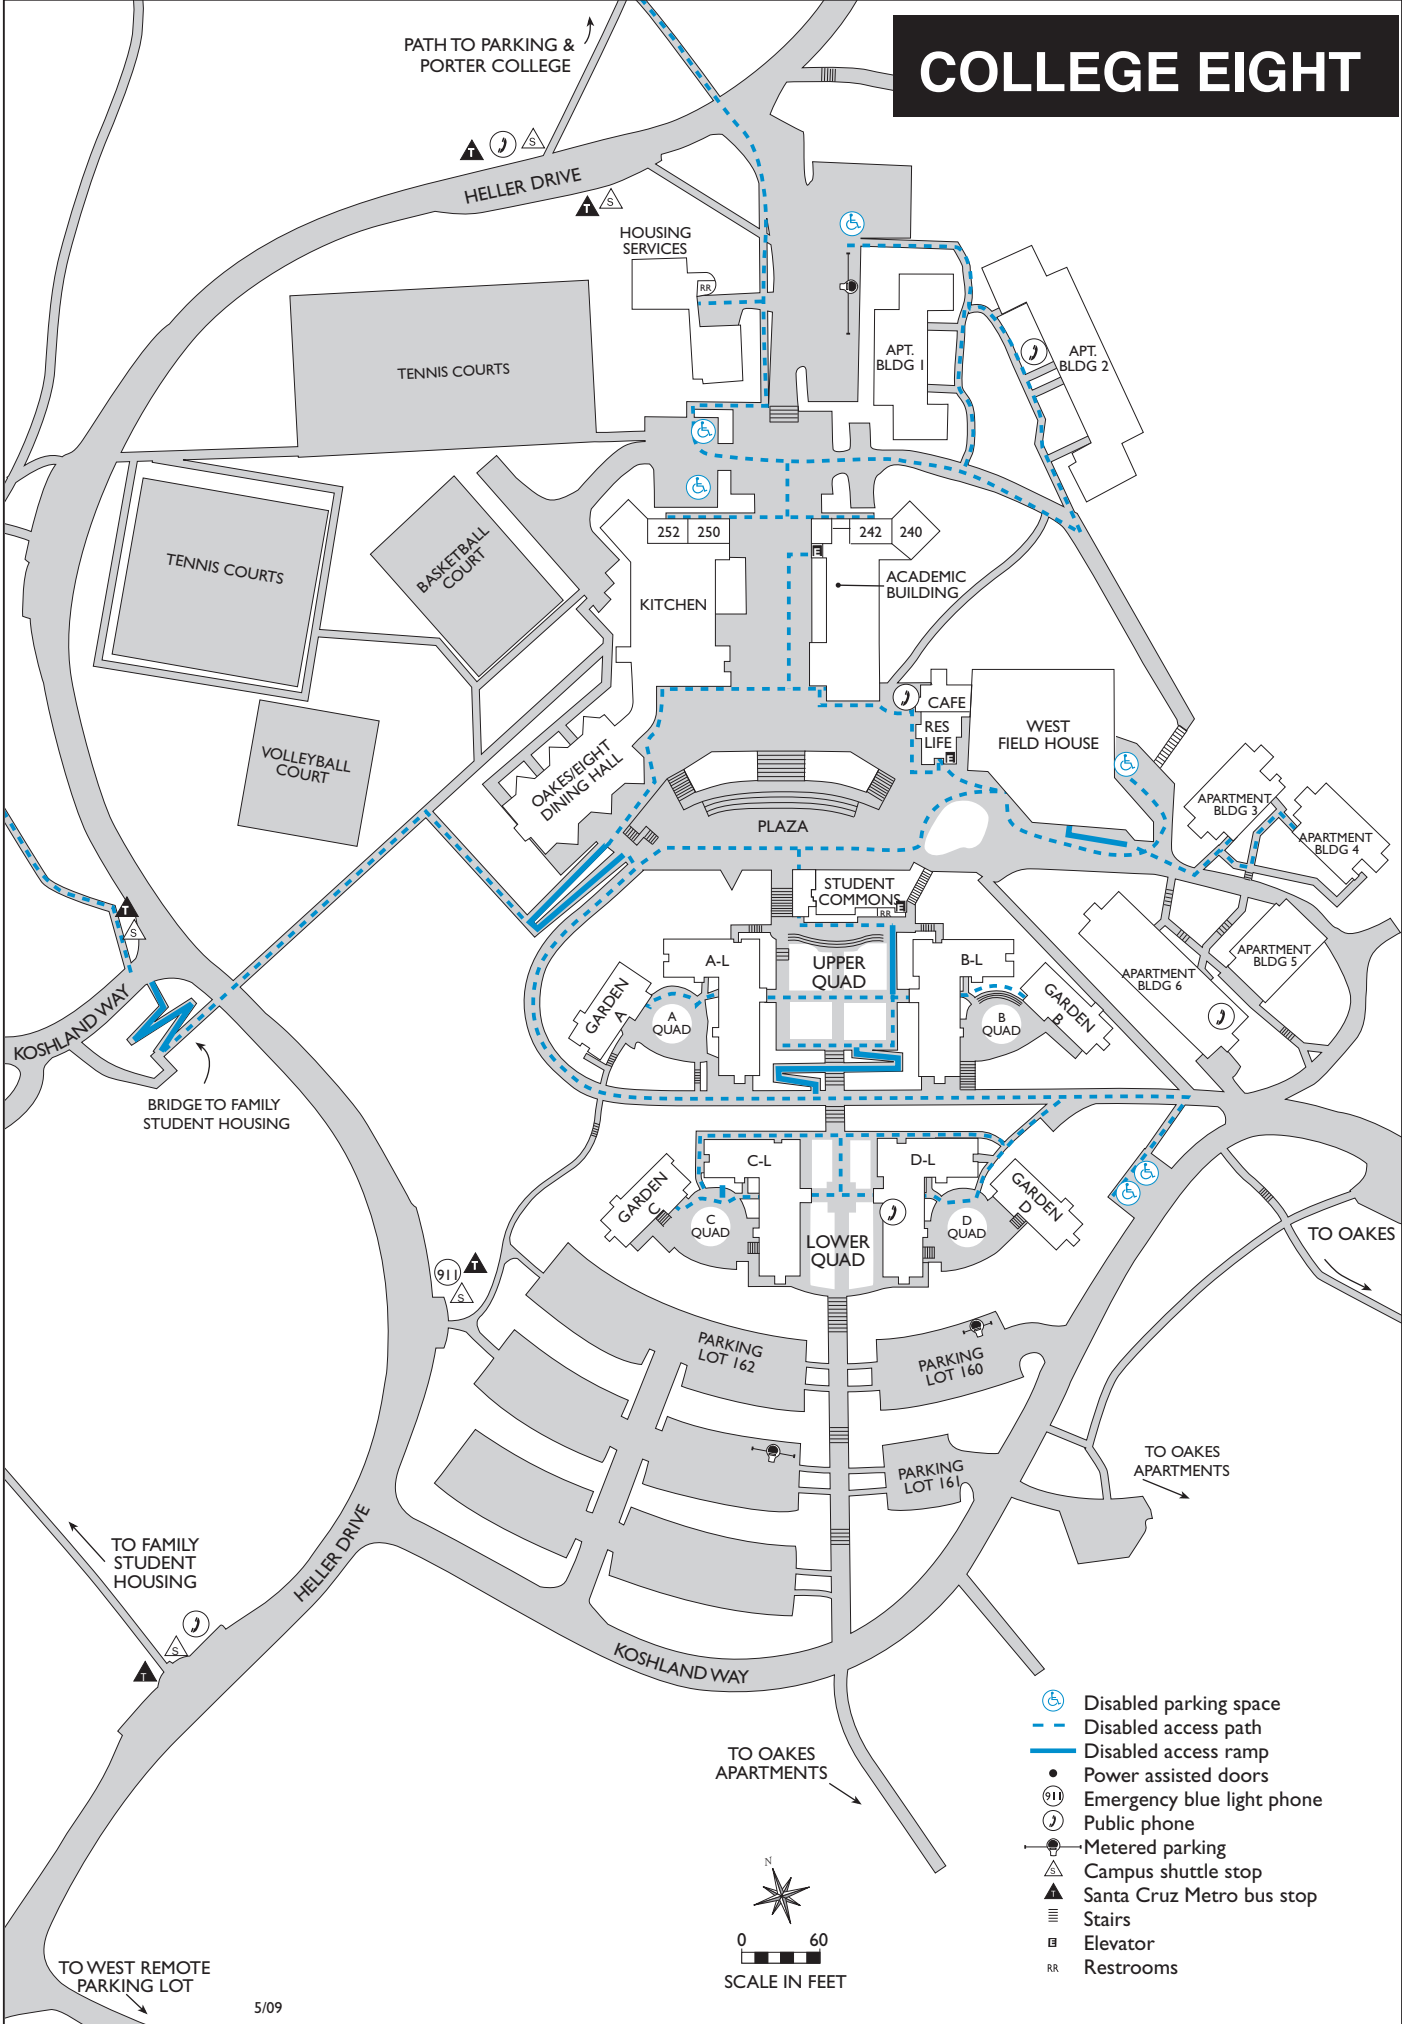 COLLEGE EIGHT
PATH TO PARKING &
PORTER COLLEGE
T
S
HELLER DRIVE
T
S
HOUSING
SERVICES
RR
TENNIS COURTS
APT.
BLDG 1
APT.
BLDG 2
252
250
242
240
TENNIS COURTS
BASKETBALL
COURT
E
ACADEMIC
BUILDING
KITCHEN
CAFE
RES
LIFE
E
WEST
FIELD HOUSE
VOLLEYBALL
COURT
OAKES/EIGHT
DINING HALL
PLAZA
APARTMENT
BLDG 3
APARTMENT
BLDG 4
STUDENT
COMMONS
RR
E
T
S
A-L
UPPER
QUAD
B-L
APARTMENT
BLDG 5
APARTMENT
BLDG 6
GARDEN
A
A
QUAD
B
QUAD
GARDEN
B
KOSHLAND WAY
BRIDGE TO FAMILY
STUDENT HOUSING
C-L
D-L
GARDEN
C
C
QUAD
D
QUAD
GARDEN
D
LOWER
QUAD
TO OAKES
911
T
S
PARKING
LOT 162
PARKING
LOT 160
PARKING
LOT 161
TO OAKES
APARTMENTS
HELLER DRIVE
TO FAMILY
STUDENT
HOUSING
S
T
KOSHLAND WAY
TO OAKES
APARTMENTS
Disabled parking space
Disabled access path
Disabled access ramp
Power assisted doors
911 Emergency blue light phone
Public phone
Metered parking
S Campus shuttle stop
T Santa Cruz Metro bus stop
Stairs
E Elevator
RR Restrooms
N
0 60
SCALE IN FEET
TO WEST REMOTE
PARKING LOT
5/09